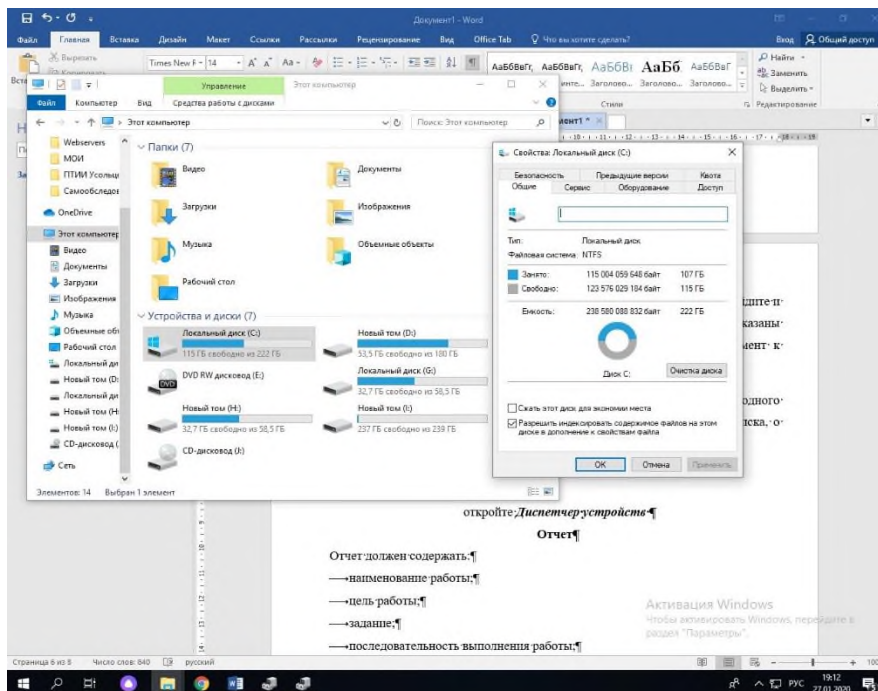 Документ1 - Word
Файл Главная Вставка Дизайн Макет Ссылки Рассылки Рецензирование Вид Office Tab Что вы хотите сделать? Вход Общий доступ
Вырезать
Times New 14 Aa АаБбВвГг, АаБбВвГг, АаБбВ АаБб АаБбВвГ
Найти
Заменить
Выделить
Заголово... Заголово... Заголово...
Стили
Редактирование
Управление
Этот компьютер
Файл Компьютер Вид Средства работы с дисками
Этот компьютер
Поиск: Этот компьютер
Webservers
МОИ
ПТИИ Усольц
Самообследов
OneDrive
Этот компьютер
Видео
Документы
Загрузки
Изображения
Музыка
Объемные объ
Рабочий стол
Локальный ди
Новый том (D:
Локальный ди
Новый том (H:
Новый том (I:)
CD-дисковод (
Сеть
Папки (7)
Видео
Документы
Загрузки
Изображения
Музыка
Объемные объекты
Рабочий стол
Устройства и диски (7)
Локальный диск (C:)
115 ГБ свободно из 222 ГБ
Новый том (D:)
53,5 ГБ свободно из 180 ГБ
DVD RW дисковод (E:)
Локальный диск (G:)
32,7 ГБ свободно из 58,5 ГБ
Новый том (H:)
32,7 ГБ свободно из 58,5 ГБ
Новый том (I:)
237 ГБ свободно из 239 ГБ
CD-дисковод (J:)
Элементов: 14 Выбран 1 элемент
Свойства: Локальный диск (C:)
Безопасность Предыдущие версии Квота
Общие Сервис Оборудование Доступ
Тип: Локальный диск
Файловая система: NTFS
Занято: 115 004 059 648 байт 107 ГБ
Свободно: 123 576 029 184 байт 115 ГБ
Емкость: 238 580 088 832 байт 222 ГБ
Диск C:
Очистка диска
Сжать этот диск для экономии места
Разрешить индексировать содержимое файлов на этом диске в дополнение к свойствам файла
ОК Отмена Применить
откройте Диспетчер устройств¶
Отчет¶
Отчет должен содержать:¶
наименование работы;¶
цель работы;¶
задание;¶
последовательность выполнения работы;¶
Активация Windows
Чтобы активировать Windows, перейдите в
раздел "Параметры".
Страница 6 из 8 Число слов: 840 русский
РУС
19:12
27.01.2020